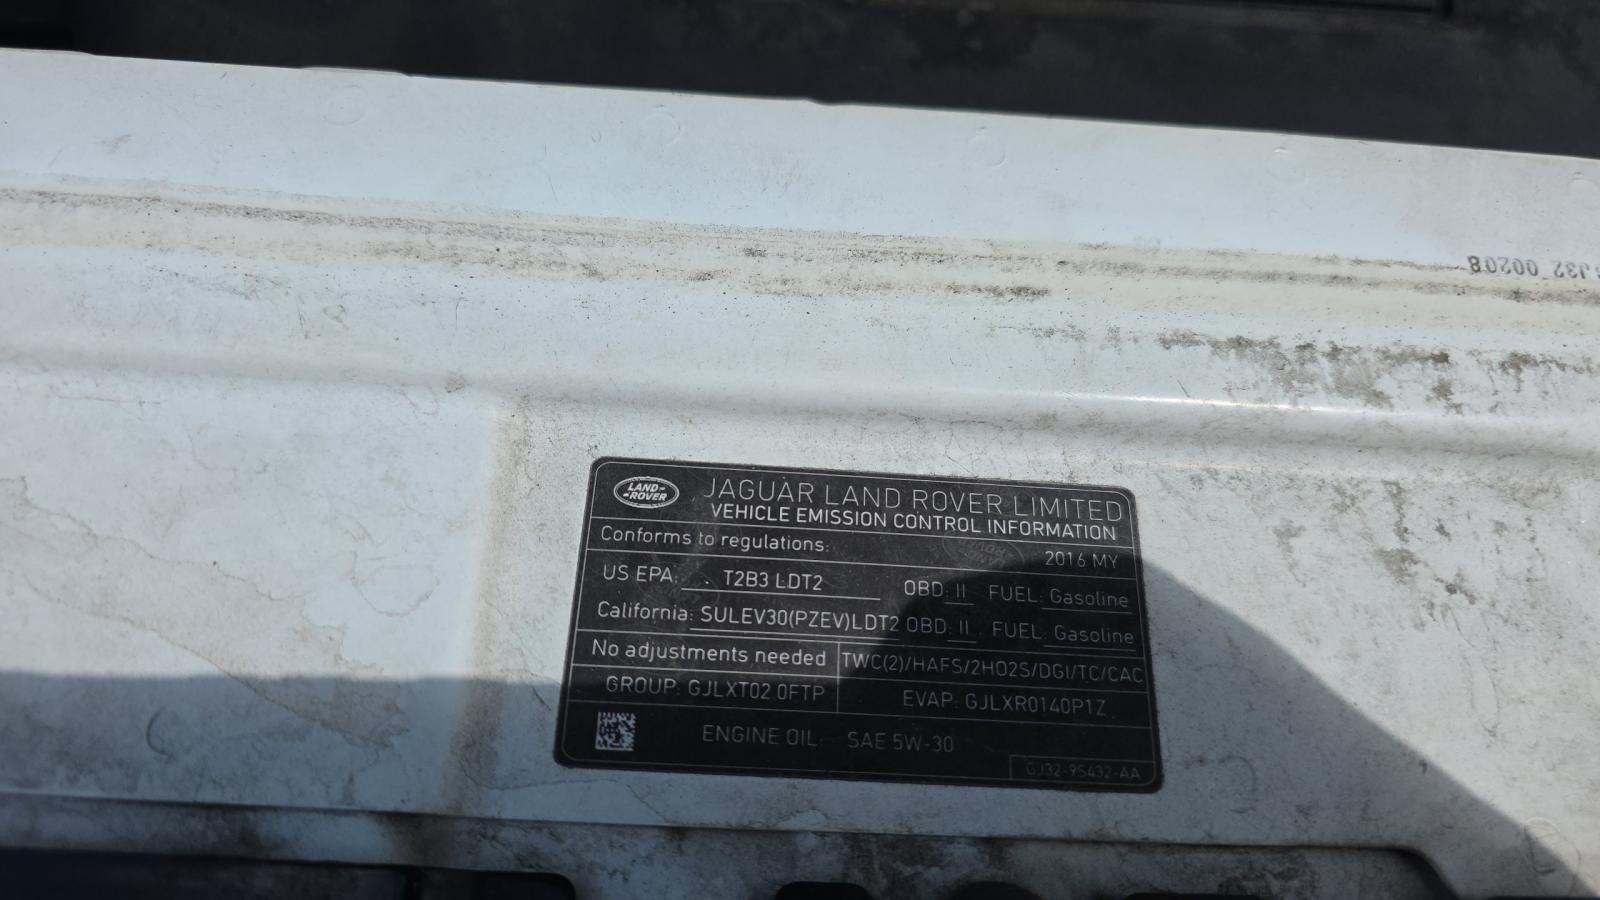 J32 00208
LAND-
-ROVER
JAGUAR LAND ROVER LIMITED
VEHICLE EMISSION CONTROL INFORMATION
Conforms to regulations: 2016 MY
US EPA: T2B3 LDT2 OBD: II FUEL: Gasoline
California: SULEV30(PZEV)LDT2 OBD: II FUEL: Gasoline
No adjustments needed TWC(2)/HAFS/2HO2S/DGI/TC/CAC
GROUP: GJLXT02.0FTP EVAP: GJLXR0140P1Z
ENGINE OIL: SAE 5W-30
GJ32-9S432-AA